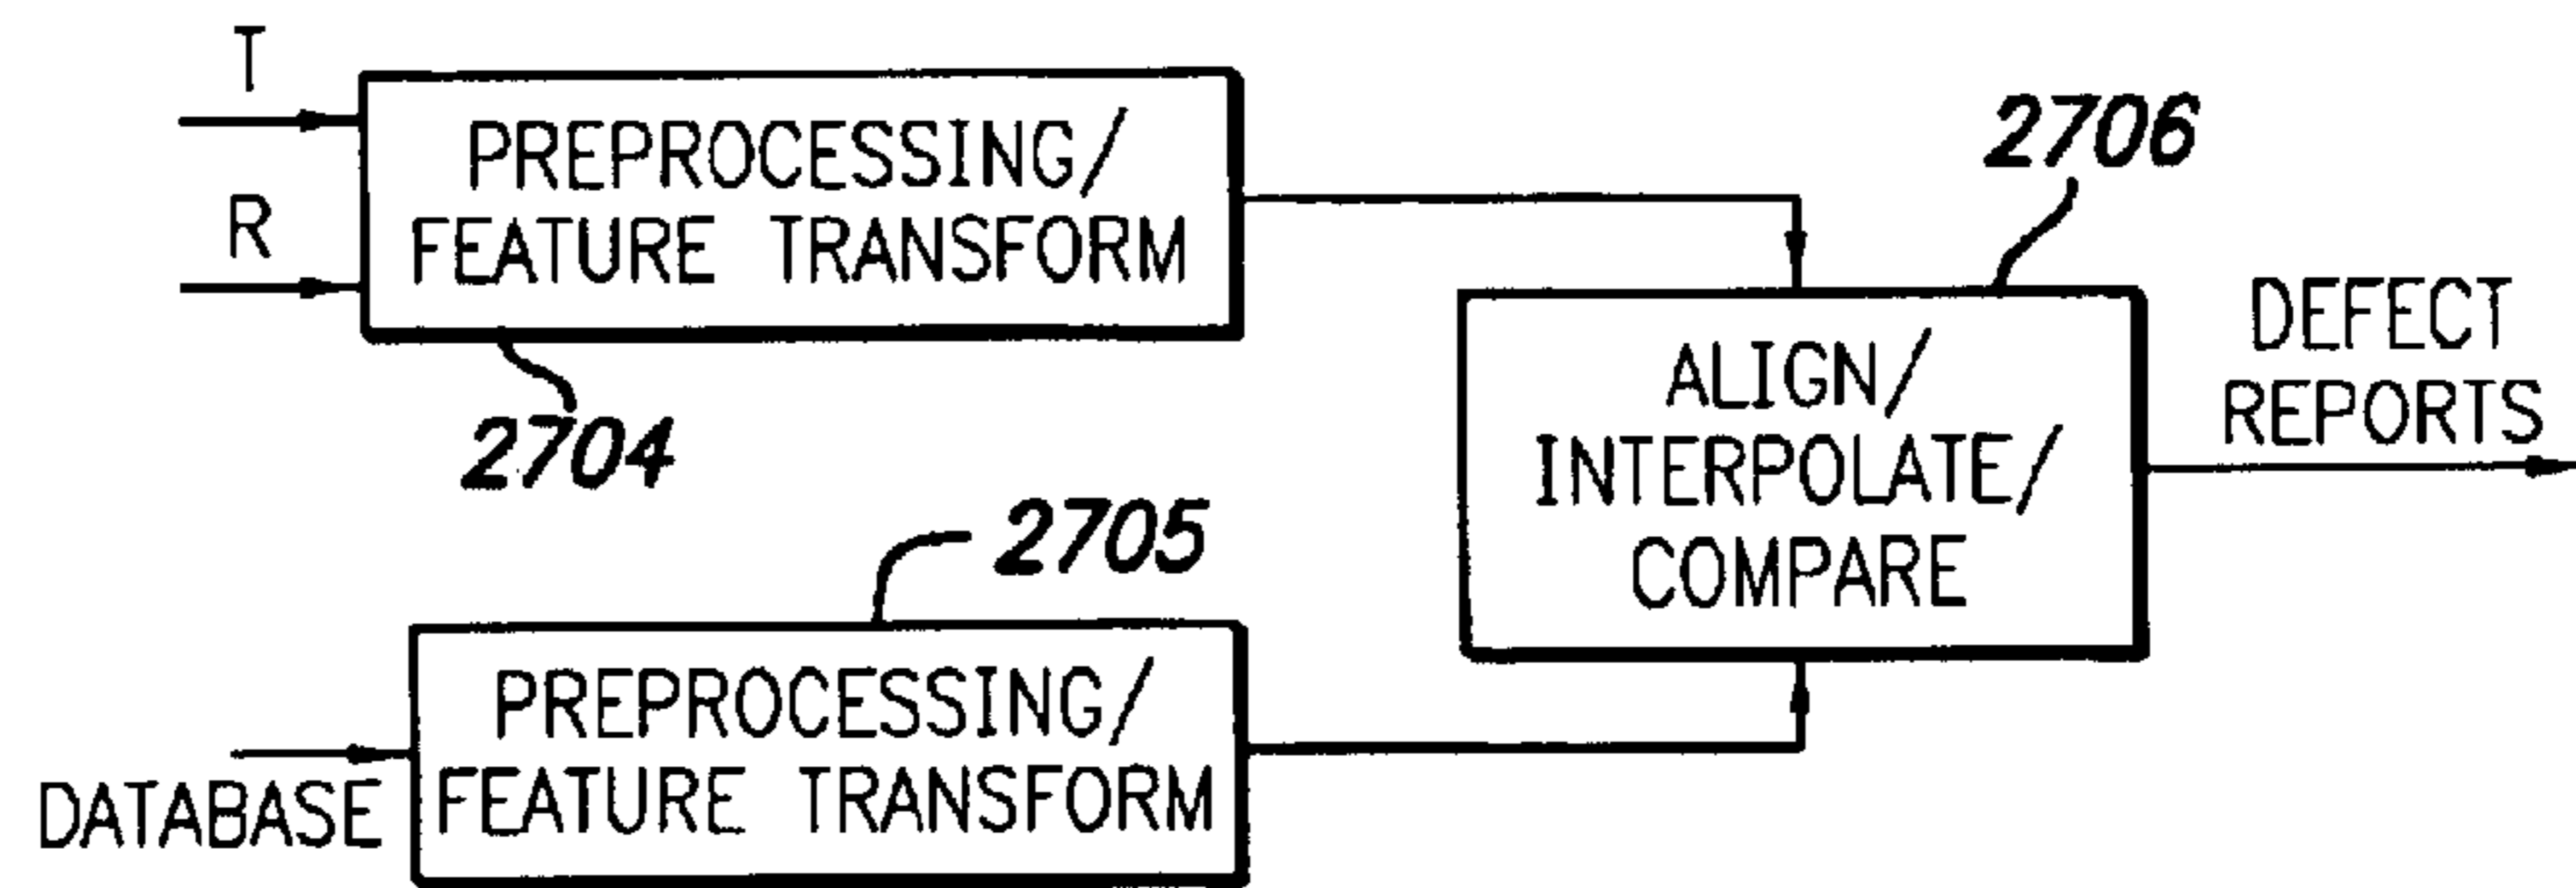 T
R
PREPROCESSING/
FEATURE TRANSFORM
2704
2706
ALIGN/
INTERPOLATE/
COMPARE
DEFECT
REPORTS
2705
DATABASE
PREPROCESSING/
FEATURE TRANSFORM